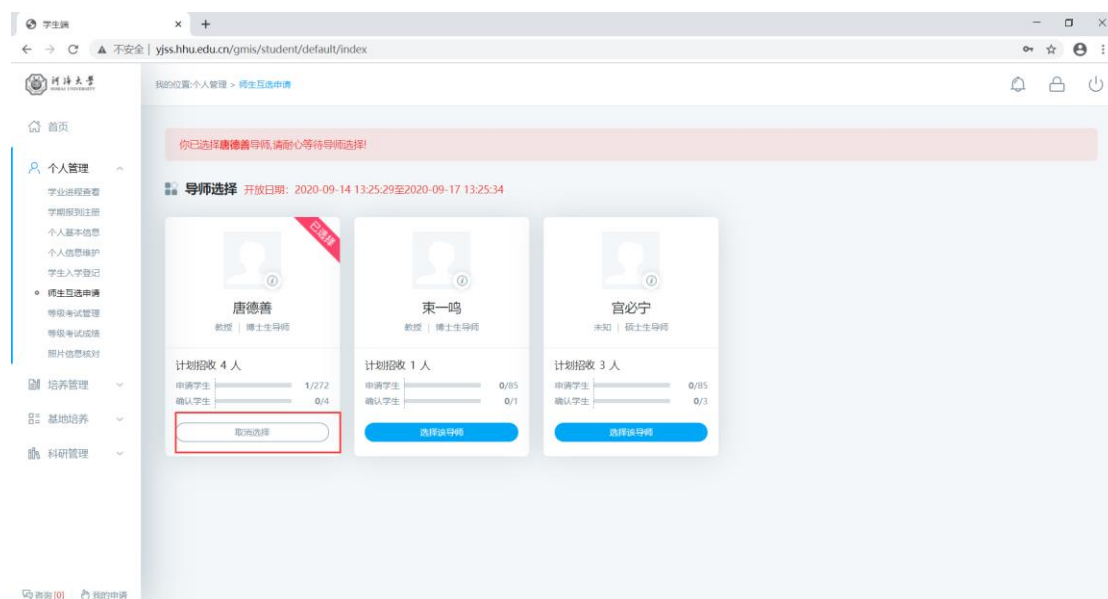 学生端
不安全 | yjss.hhu.edu.cn/gmis/student/default/index
河海大学
HOHAI UNIVERSITY
我的位置:个人管理 > 师生互选申请
首页
个人管理
学业进程查看
学期报到注册
个人基本信息
个人信息维护
学生入学登记
师生互选申请
等级考试管理
等级考试成绩
照片信息核对
培养管理
基地培养
科研管理
咨询[0] 我的申请
你已选择唐德善导师,请耐心等待导师选择!
导师选择 开放日期：2020-09-14 13:25:29至2020-09-17 13:25:34
已选择
唐德善
教授 | 博士生导师
计划招收 4 人
申请学生 1/272
确认学生 0/4
取消选择
束一鸣
教授 | 博士生导师
计划招收 1 人
申请学生 0/85
确认学生 0/1
选择该导师
宫必宁
未知 | 硕士生导师
计划招收 3 人
申请学生 0/85
确认学生 0/3
选择该导师